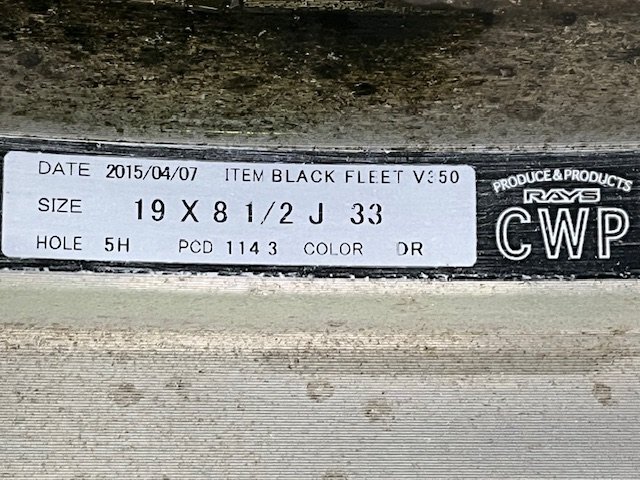 DATE 2015/04/07 ITEM BLACK FLEET V350
SIZE 19 X 8 1/2 J 33
HOLE 5H PCD 114 3 COLOR DR
PRODUCE & PRODUCTS
RAYS
CWP